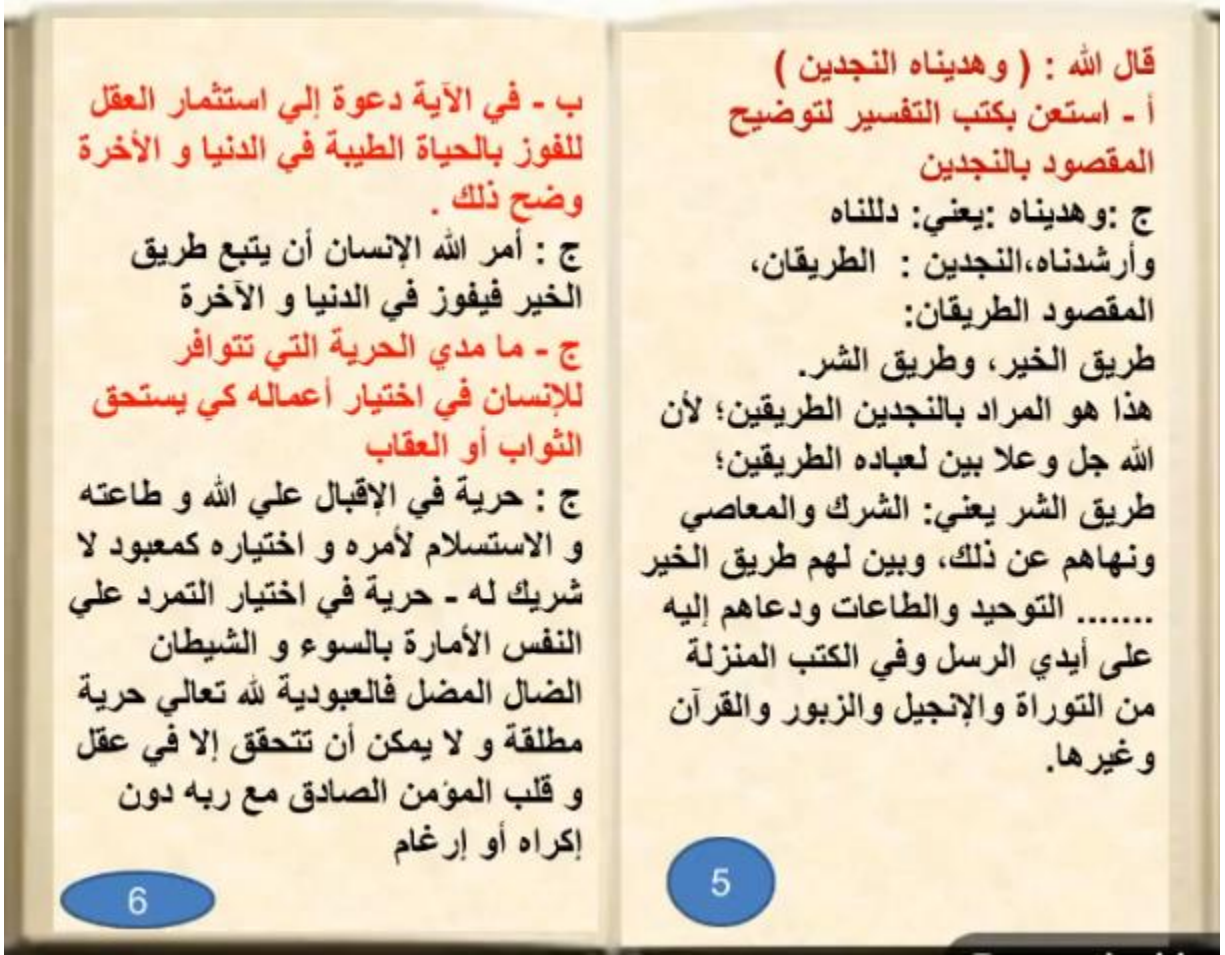 قال الله : ( وهديناه النجدين )
أ - استعن بكتب التفسير لتوضيح
المقصود بالنجدين
ج :وهديناه :يعني: دللناه
وأرشدناه،النجدين : الطريقان،
المقصود الطريقان:
طريق الخير، وطريق الشر.
هذا هو المراد بالنجدين الطريقين؛ لأن
الله جل وعلا بين لعباده الطريقين؛
طريق الشر يعني: الشرك والمعاصي
ونهاهم عن ذلك، وبين لهم طريق الخير
....... التوحيد والطاعات ودعاهم إليه
على أيدي الرسل وفي الكتب المنزلة
من التوراة والإنجيل والزبور والقرآن
وغيرها.
5
ب - في الآية دعوة إلي استثمار العقل
للفوز بالحياة الطيبة في الدنيا و الأخرة
وضح ذلك .
ج : أمر الله الإنسان أن يتبع طريق
الخير فيفوز في الدنيا و الآخرة
ج - ما مدي الحرية التي تتوافر
للإنسان في اختيار أعماله كي يستحق
الثواب أو العقاب
ج : حرية في الإقبال علي الله و طاعته
و الاستسلام لأمره و اختياره كمعبود لا
شريك له - حرية في اختيار التمرد علي
النفس الأمارة بالسوء و الشيطان
الضال المضل فالعبودية لله تعالي حرية
مطلقة و لا يمكن أن تتحقق إلا في عقل
و قلب المؤمن الصادق مع ربه دون
إكراه أو إرغام
6